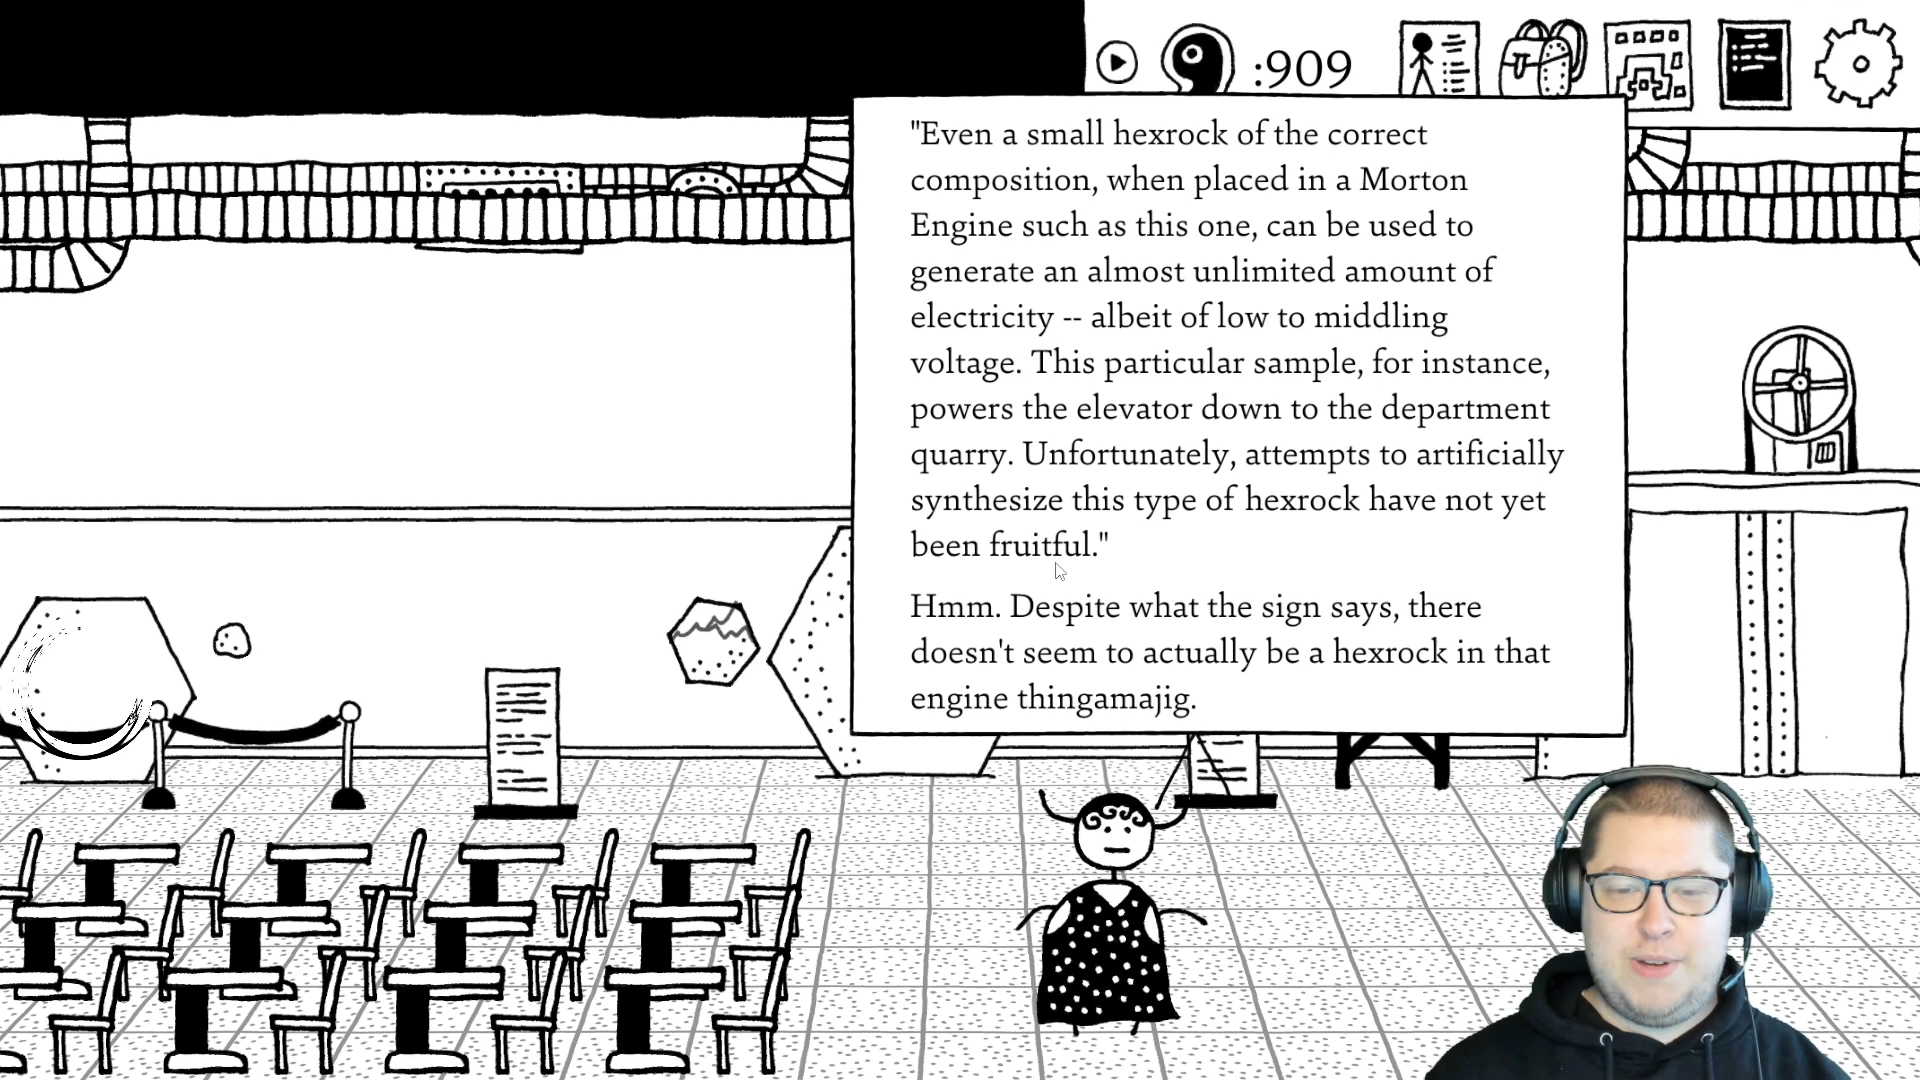 :909
"Even a small hexrock of the correct
composition, when placed in a Morton
Engine such as this one, can be used to
generate an almost unlimited amount of
electricity -- albeit of low to middling
voltage. This particular sample, for instance,
powers the elevator down to the department
quarry. Unfortunately, attempts to artificially
synthesize this type of hexrock have not yet
been fruitful."
Hmm. Despite what the sign says, there
doesn't seem to actually be a hexrock in that
engine thingamajig.